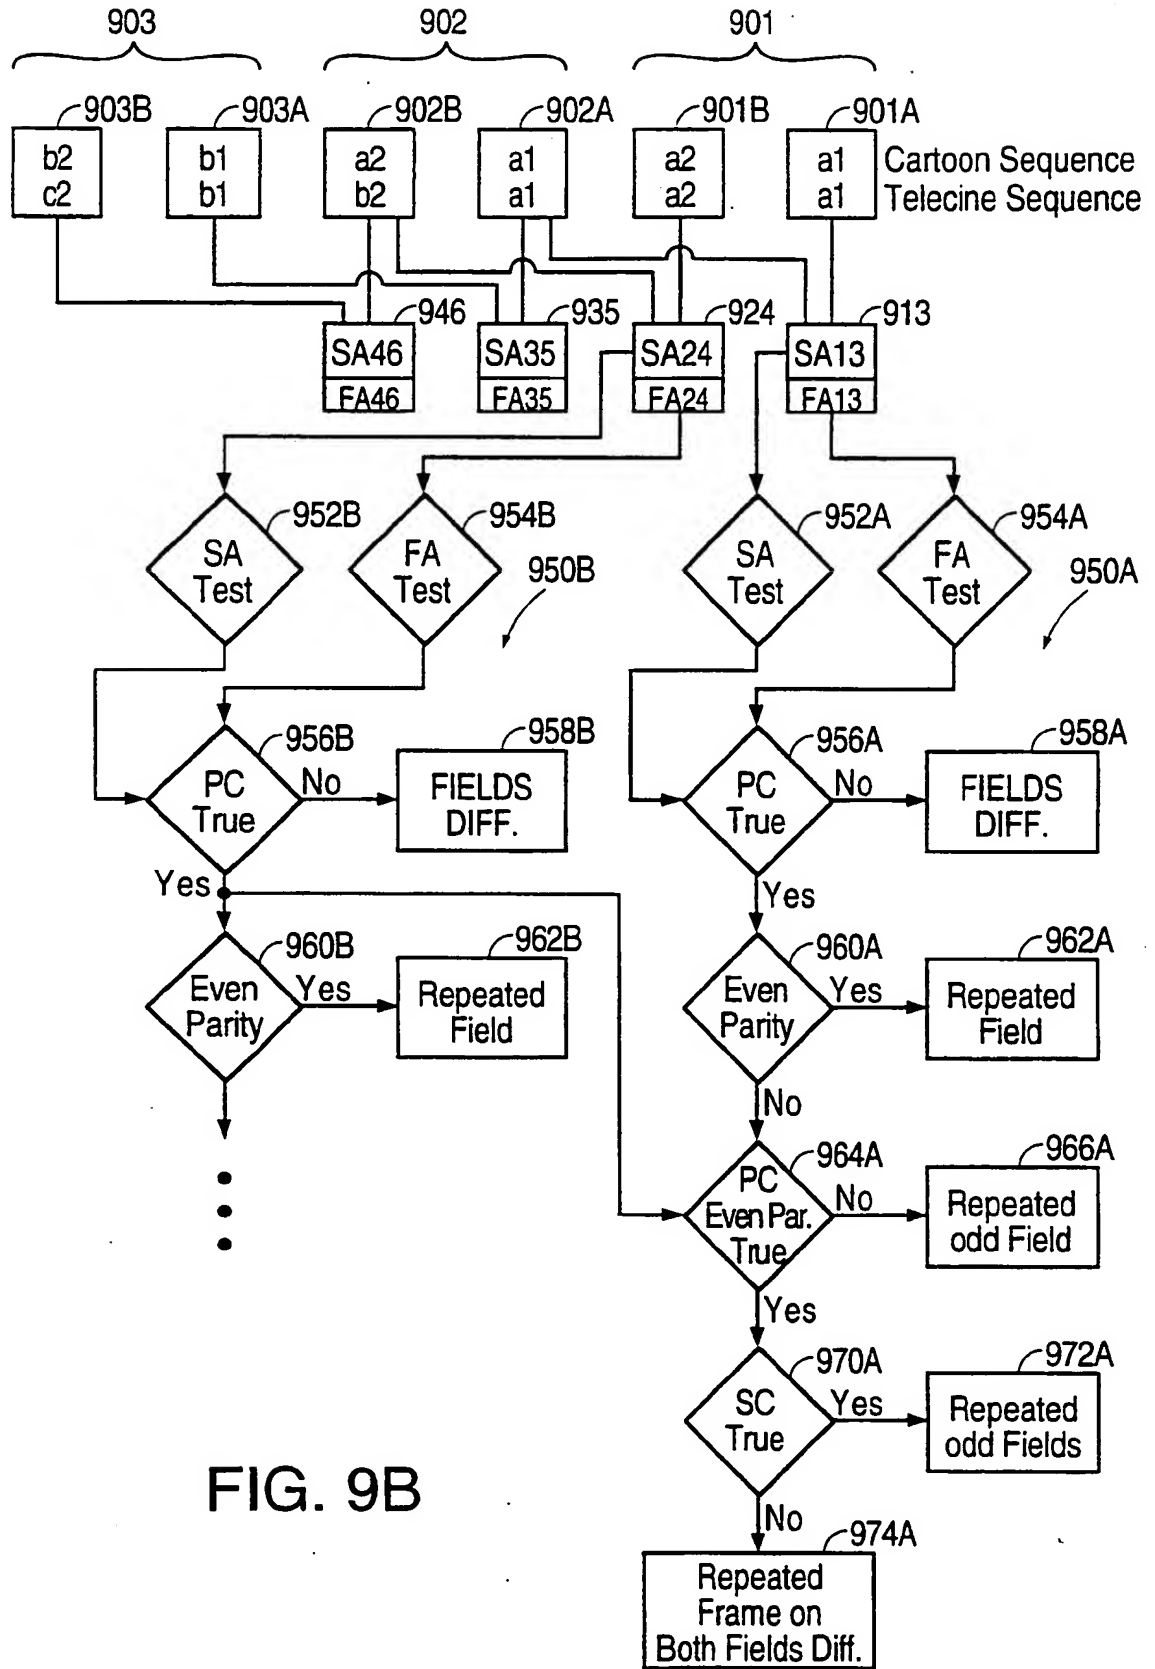 903 902 901
903B 903A 902B 902A 901B 901A
b2 b1 a2 a1 a2 a1 Cartoon Sequence
c2 b1 b2 a1 a2 a1 Telecine Sequence
946 935 924 913
SA46 SA35 SA24 SA13
FA46 FA35 FA24 FA13
952B 954B 952A 954A
SA Test
FA Test
950B
SA Test
FA Test
950A
956B 958B 956A 958A
PC True
No
FIELDS DIFF.
PC True
No
FIELDS DIFF.
Yes
Yes
960B 962B 960A 962A
Even Parity
Yes
Repeated Field
Even Parity
Yes
Repeated Field
No
964A 966A
PC
Even Par.
True
No
Repeated
odd Field
Yes
970A 972A
SC
True
Yes
Repeated
odd Fields
FIG. 9B
No
974A
Repeated
Frame on
Both Fields Diff.